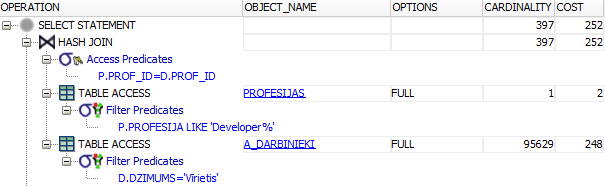 OPERATION OBJECT_NAME OPTIONS CARDINALITY COST
SELECT STATEMENT 397 252
HASH JOIN 397 252
Access Predicates
P.PROF_ID=D.PROF_ID
TABLE ACCESS PROFESIJAS FULL 1 2
Filter Predicates
P.PROFESIJA LIKE 'Developer%'
TABLE ACCESS A_DARBINIEKI FULL 95629 248
Filter Predicates
D.DZIMUMS='Virietis'